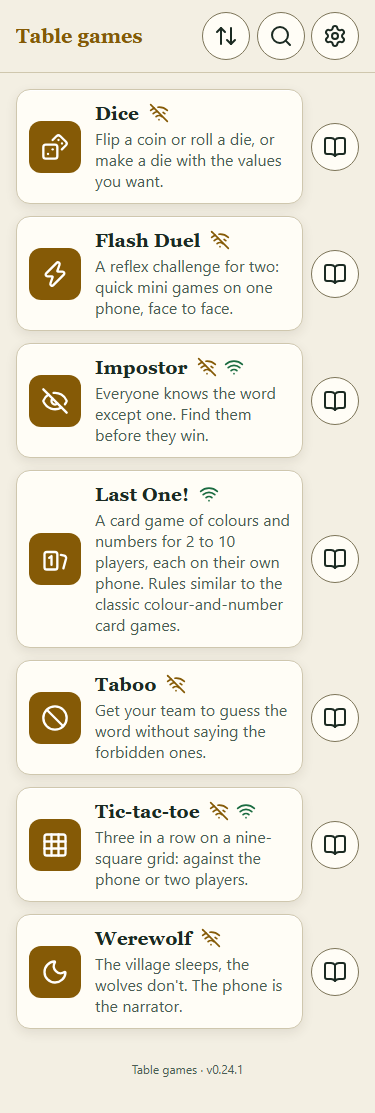 Table games
Dice
Flip a coin or roll a die, or
make a die with the values
you want.
Flash Duel
A reflex challenge for two:
quick mini games on one
phone, face to face.
Impostor
Everyone knows the word
except one. Find them
before they win.
Last One!
A card game of colours and
numbers for 2 to 10
players, each on their own
phone. Rules similar to the
classic colour-and-number
card games.
1
Taboo
Get your team to guess the
word without saying the
forbidden ones.
Tic-tac-toe
Three in a row on a nine-
square grid: against the
phone or two players.
Werewolf
The village sleeps, the
wolves don't. The phone is
the narrator.
Table games · v0.24.1